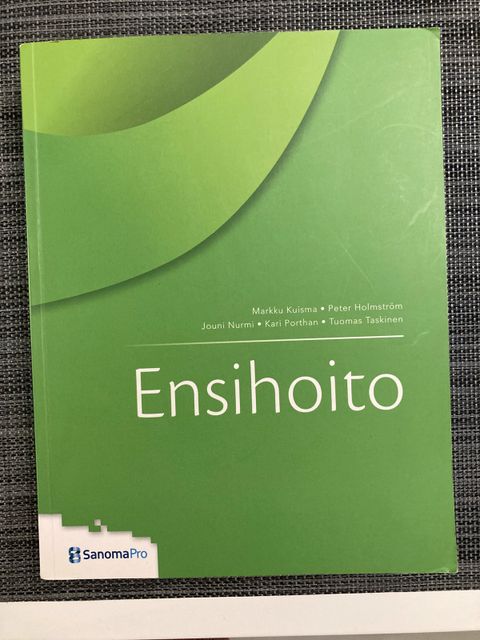 Markku Kuisma • Peter Holmström
Jouni Nurmi • Kari Porthan • Tuomas Taskinen
Ensihoito
SanomaPro